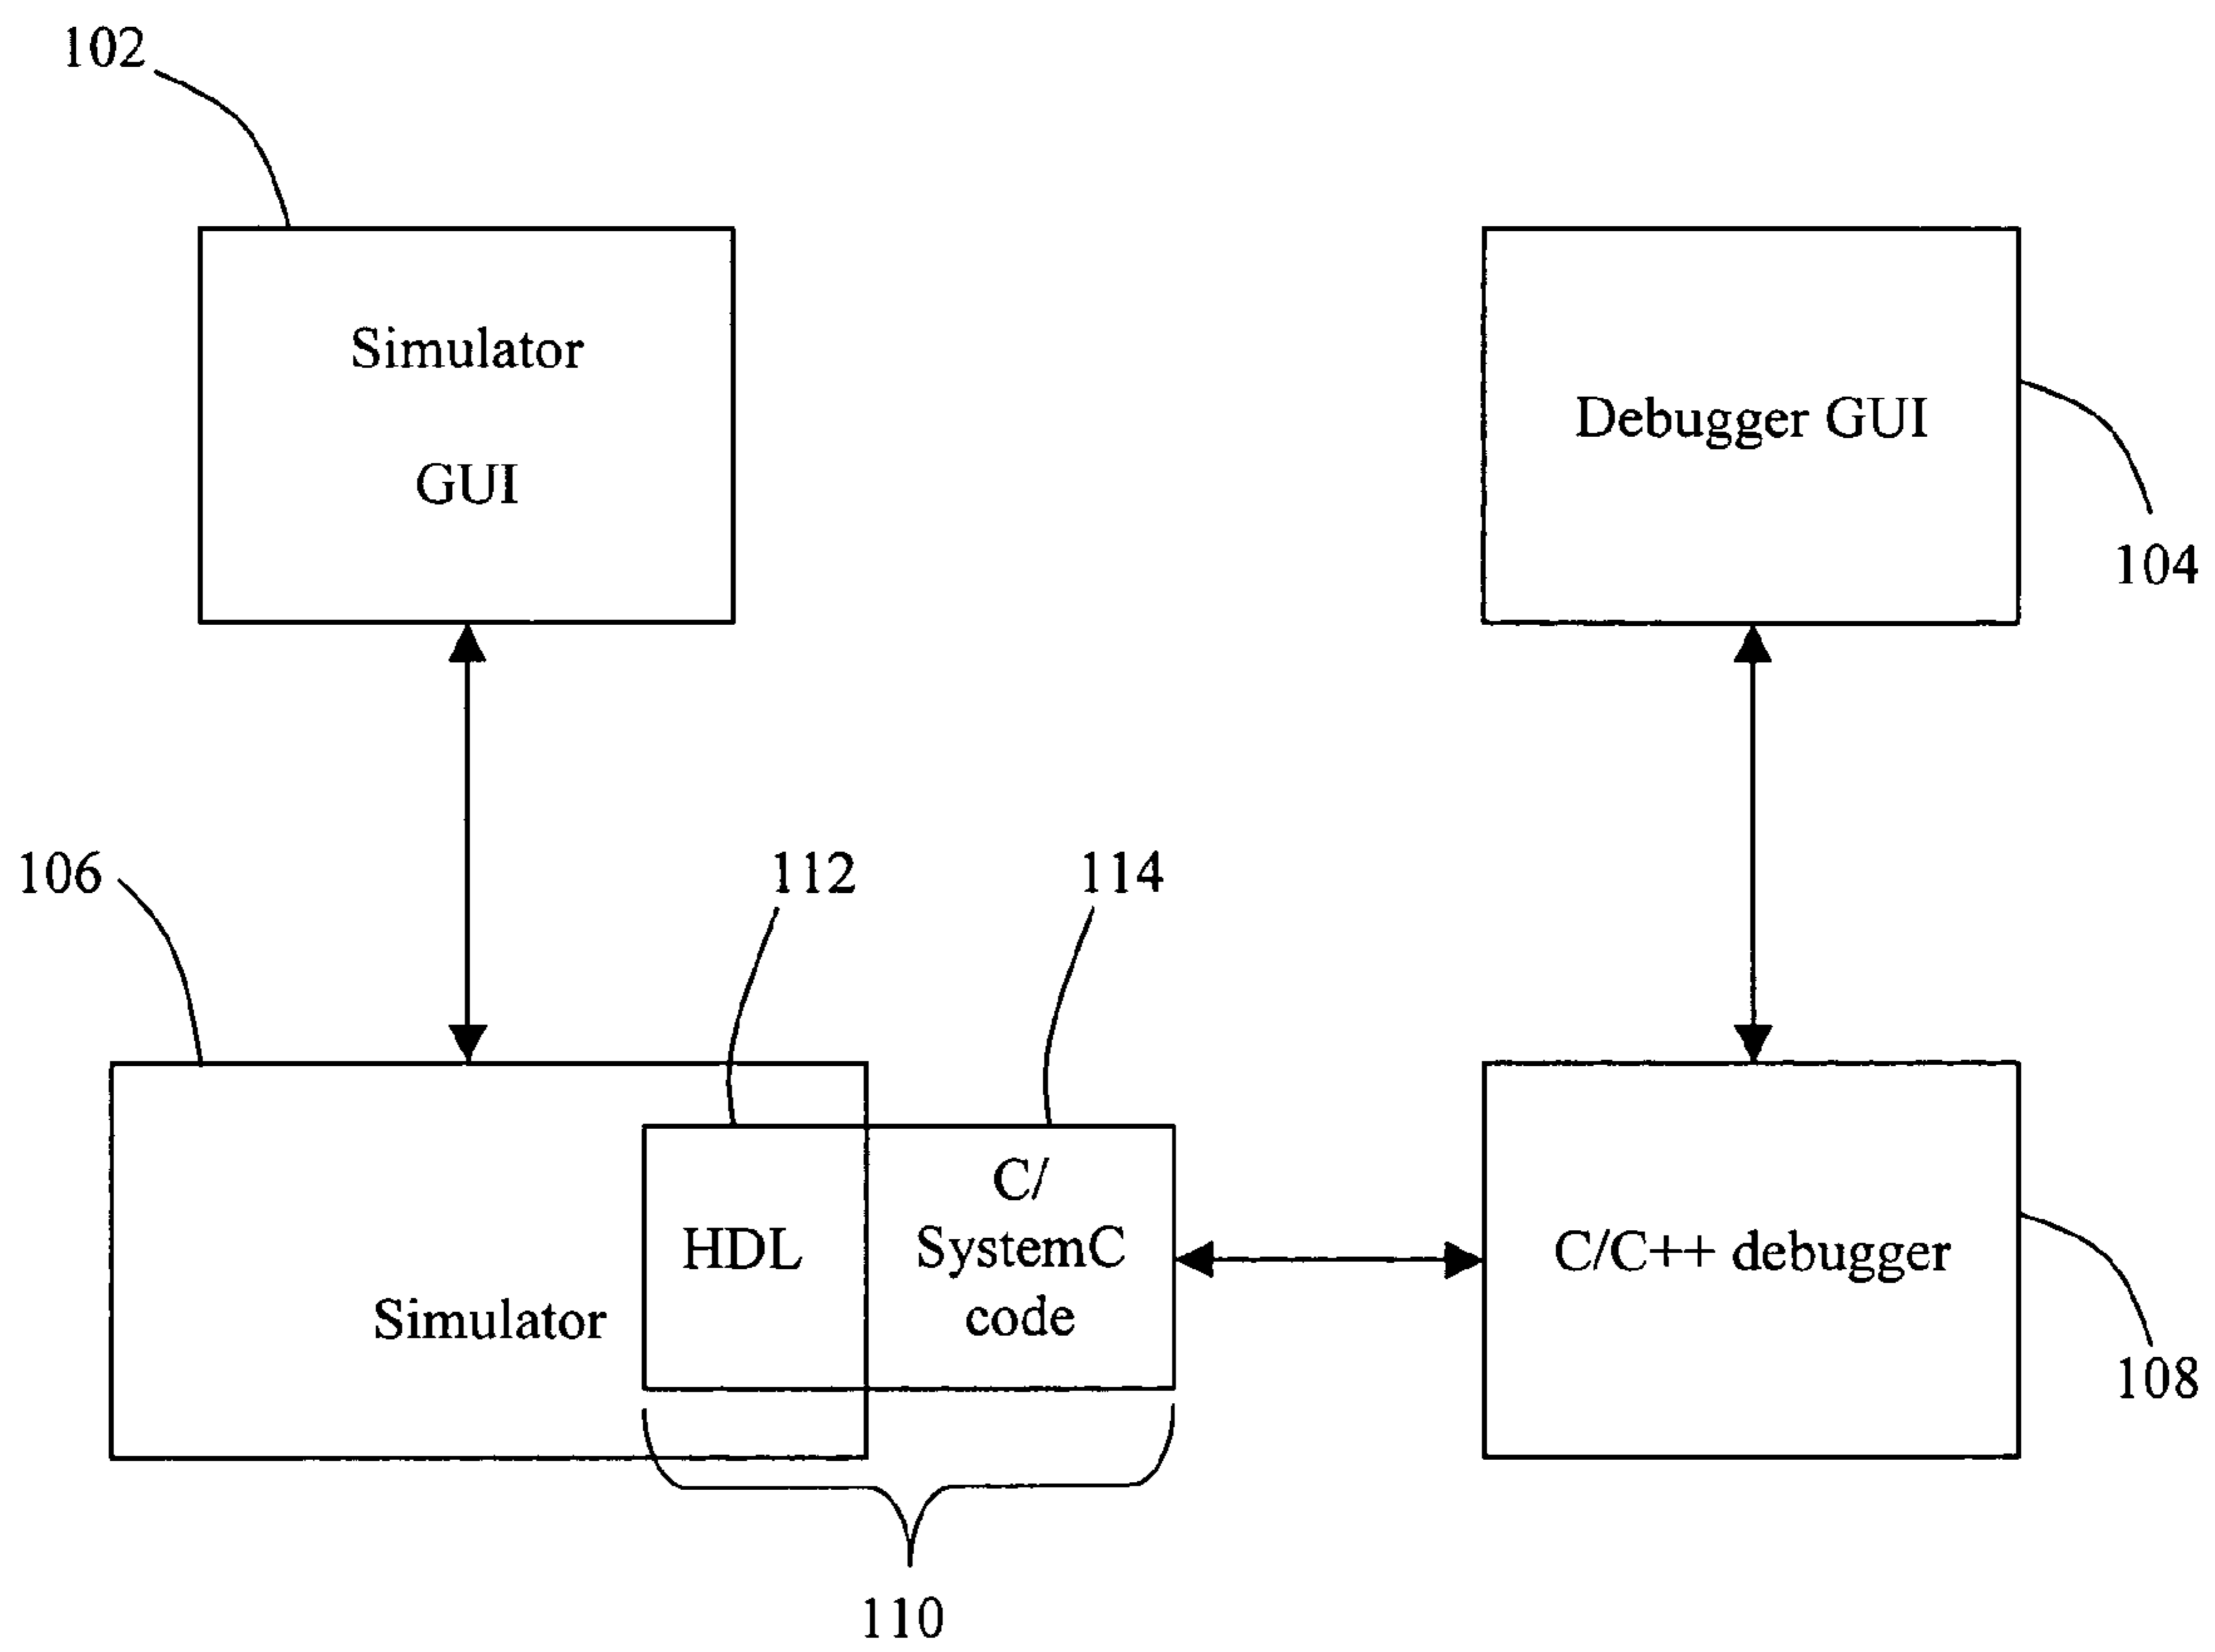 102
Simulator
GUI
Debugger GUI
104
106
112
114
Simulator
HDL
C/
SystemC
code
C/C++ debugger
108
110